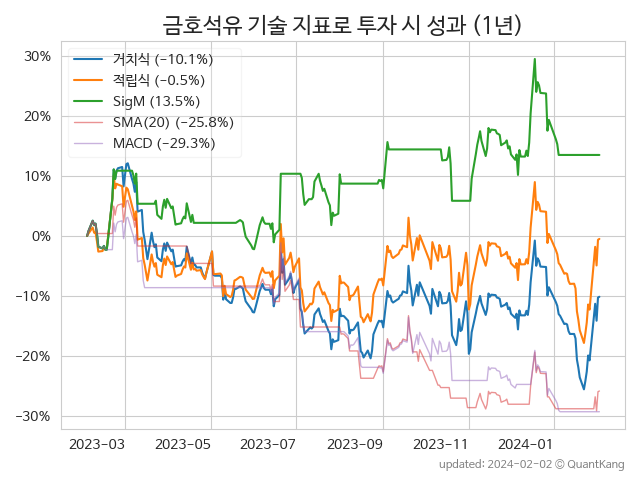 금호석유 기술 지표로 투자 시 성과 (1년)
30%
20%
10%
0%
−10%
−20%
−30%
거치식 (−10.1%)
적립식 (−0.5%)
SigM (13.5%)
SMA(20) (−25.8%)
MACD (−29.3%)
2023−03
2023−05
2023−07
2023−09
2023−11
2024−01
updated: 2024−02−02 © QuantKang